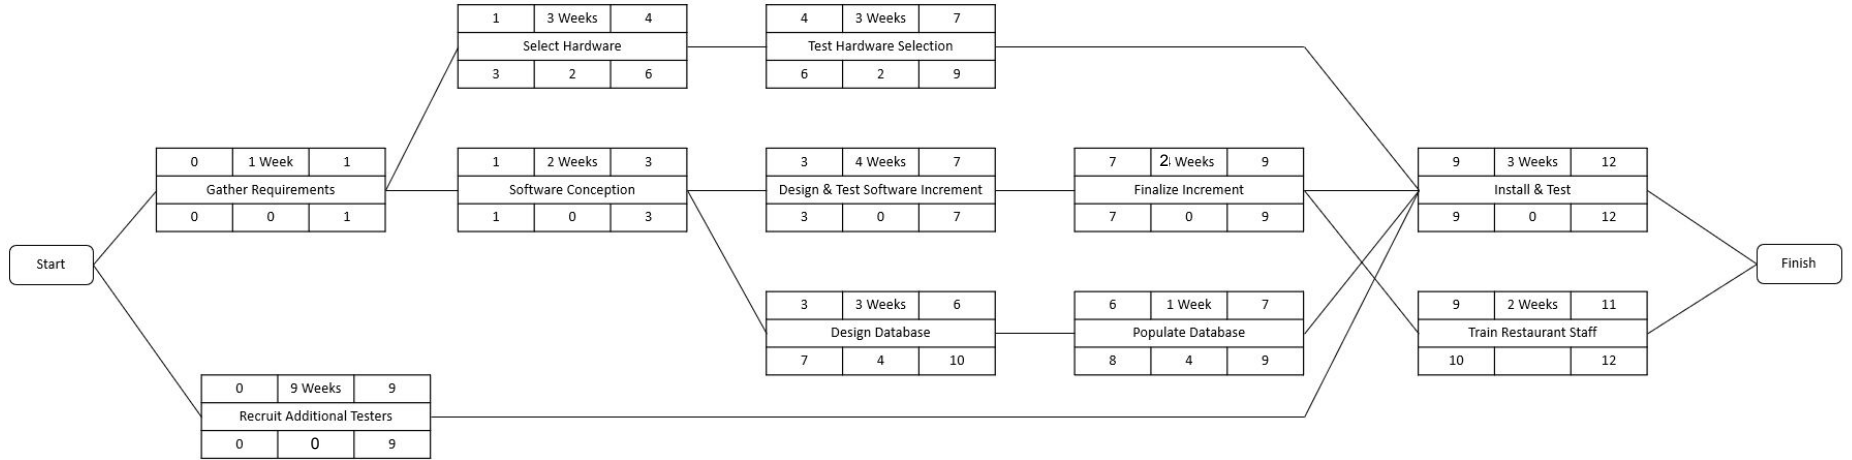 1 3 Weeks 4
Select Hardware
3 2 6
4 3 Weeks 7
Test Hardware Selection
6 2 9
0 1 Week 1
Gather Requirements
0 0 1
1 2 Weeks 3
Software Conception
1 0 3
3 4 Weeks 7
Design & Test Software Increment
3 0 7
7 2 Weeks 9
Finalize Increment
7 0 9
9 3 Weeks 12
Install & Test
9 0 12
Start
Finish
3 3 Weeks 6
Design Database
7 4 10
6 1 Week 7
Populate Database
8 4 9
9 2 Weeks 11
Train Restaurant Staff
10 12
0 9 Weeks 9
Recruit Additional Testers
0 0 9